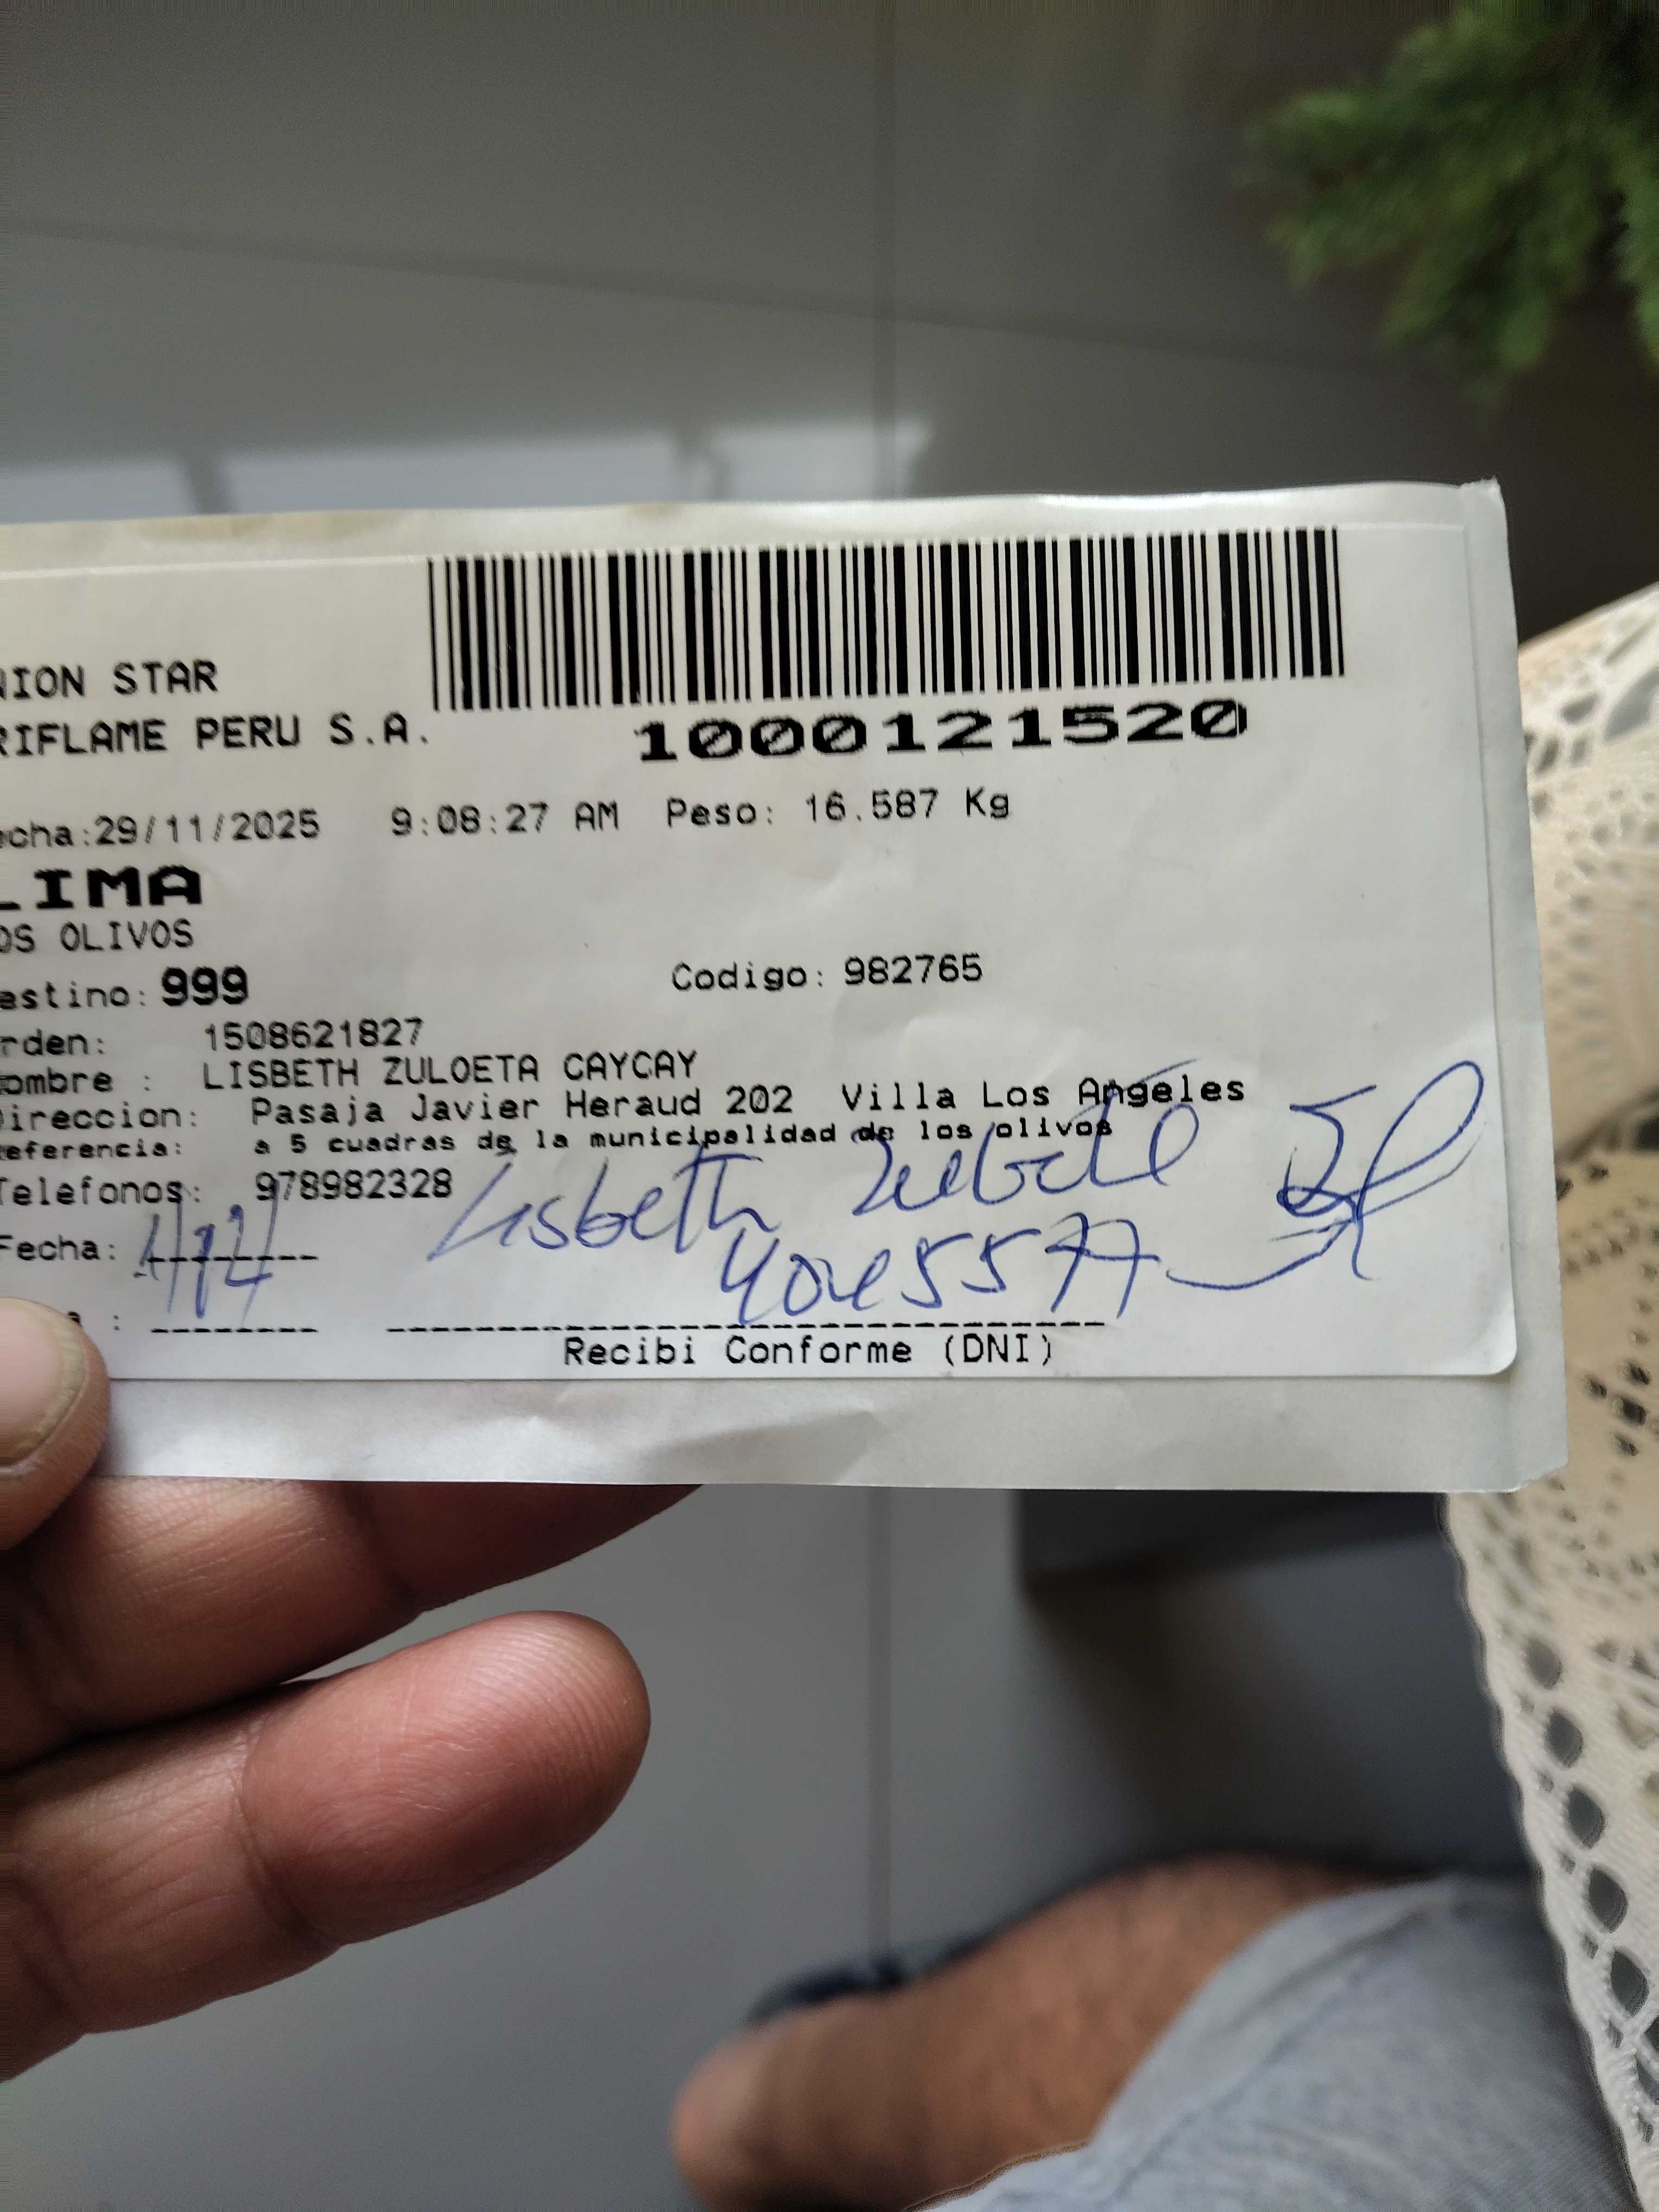 NION STAR
RIFLAME PERU S.A.
1000121520
echa:29/11/2025 9:08:27 AM Peso: 16.587 Kg
LIMA
OS OLIVOS
estino: 999 Codigo: 982765
rden: 1508621827
ombre : LISBETH ZULOETA CAYCAY
Direccion: Pasaja Javier Heraud 202 Villa Los Angeles
eferencia: a 5 cuadras de la municipalidad de los olivos
Telefonos: 978982328
Lisbeth
Fecha:
a :
Recibi Conforme (DNI)